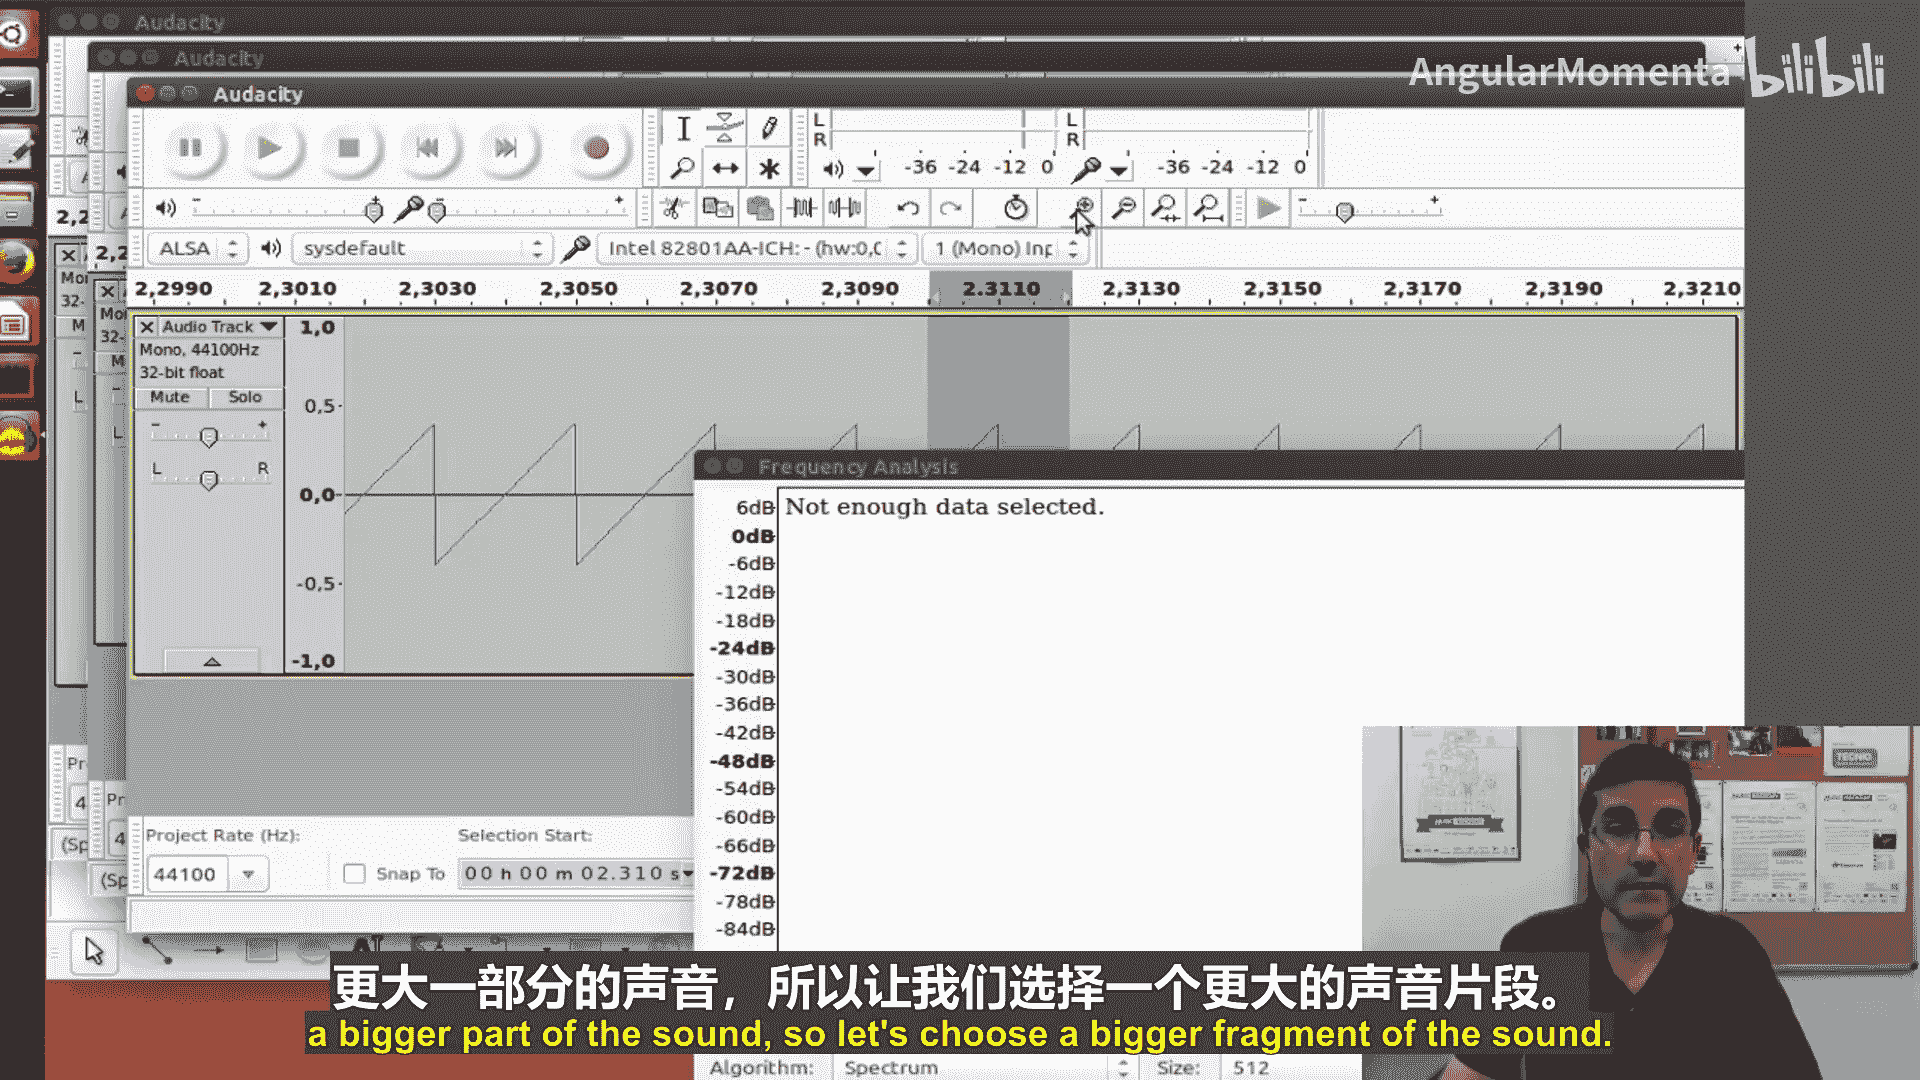 Audacity
Audacity
AngularMomenta bilibili
Audacity
L
R
L
R
-36 -24 -12 0
-36 -24 -12 0
ALSA
sysdefault
Intel 82801AA-ICH: - (hw:0,0
1 (Mono) Inp
2,2990 2,3010 2,3030 2,3050 2,3070 2,3090 2.3110 2,3130 2,3150 2,3170 2,3190 2,3210
Audio Track
Mono, 44100Hz
32-bit float
Mute Solo
L R
1,0
0,5
0,0
-0,5
-1,0
Frequency Analysis
Not enough data selected.
6dB
0dB
-6dB
-12dB
-18dB
-24dB
-30dB
-36dB
-42dB
-48dB
-54dB
-60dB
-66dB
-72dB
-78dB
-84dB
Project Rate (Hz):
Selection Start:
44100
Snap To
00 h 00 m 02.310 s
更大一部分的声音，所以让我们选择一个更大的声音片段。
a bigger part of the sound, so let's choose a bigger fragment of the sound.
Algorithm: Spectrum
Size: 512